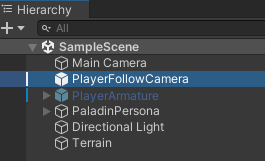 Hierarchy
All
SampleScene
Main Camera
PlayerFollowCamera
PlayerArmature
PaladinPersona
Directional Light
Terrain